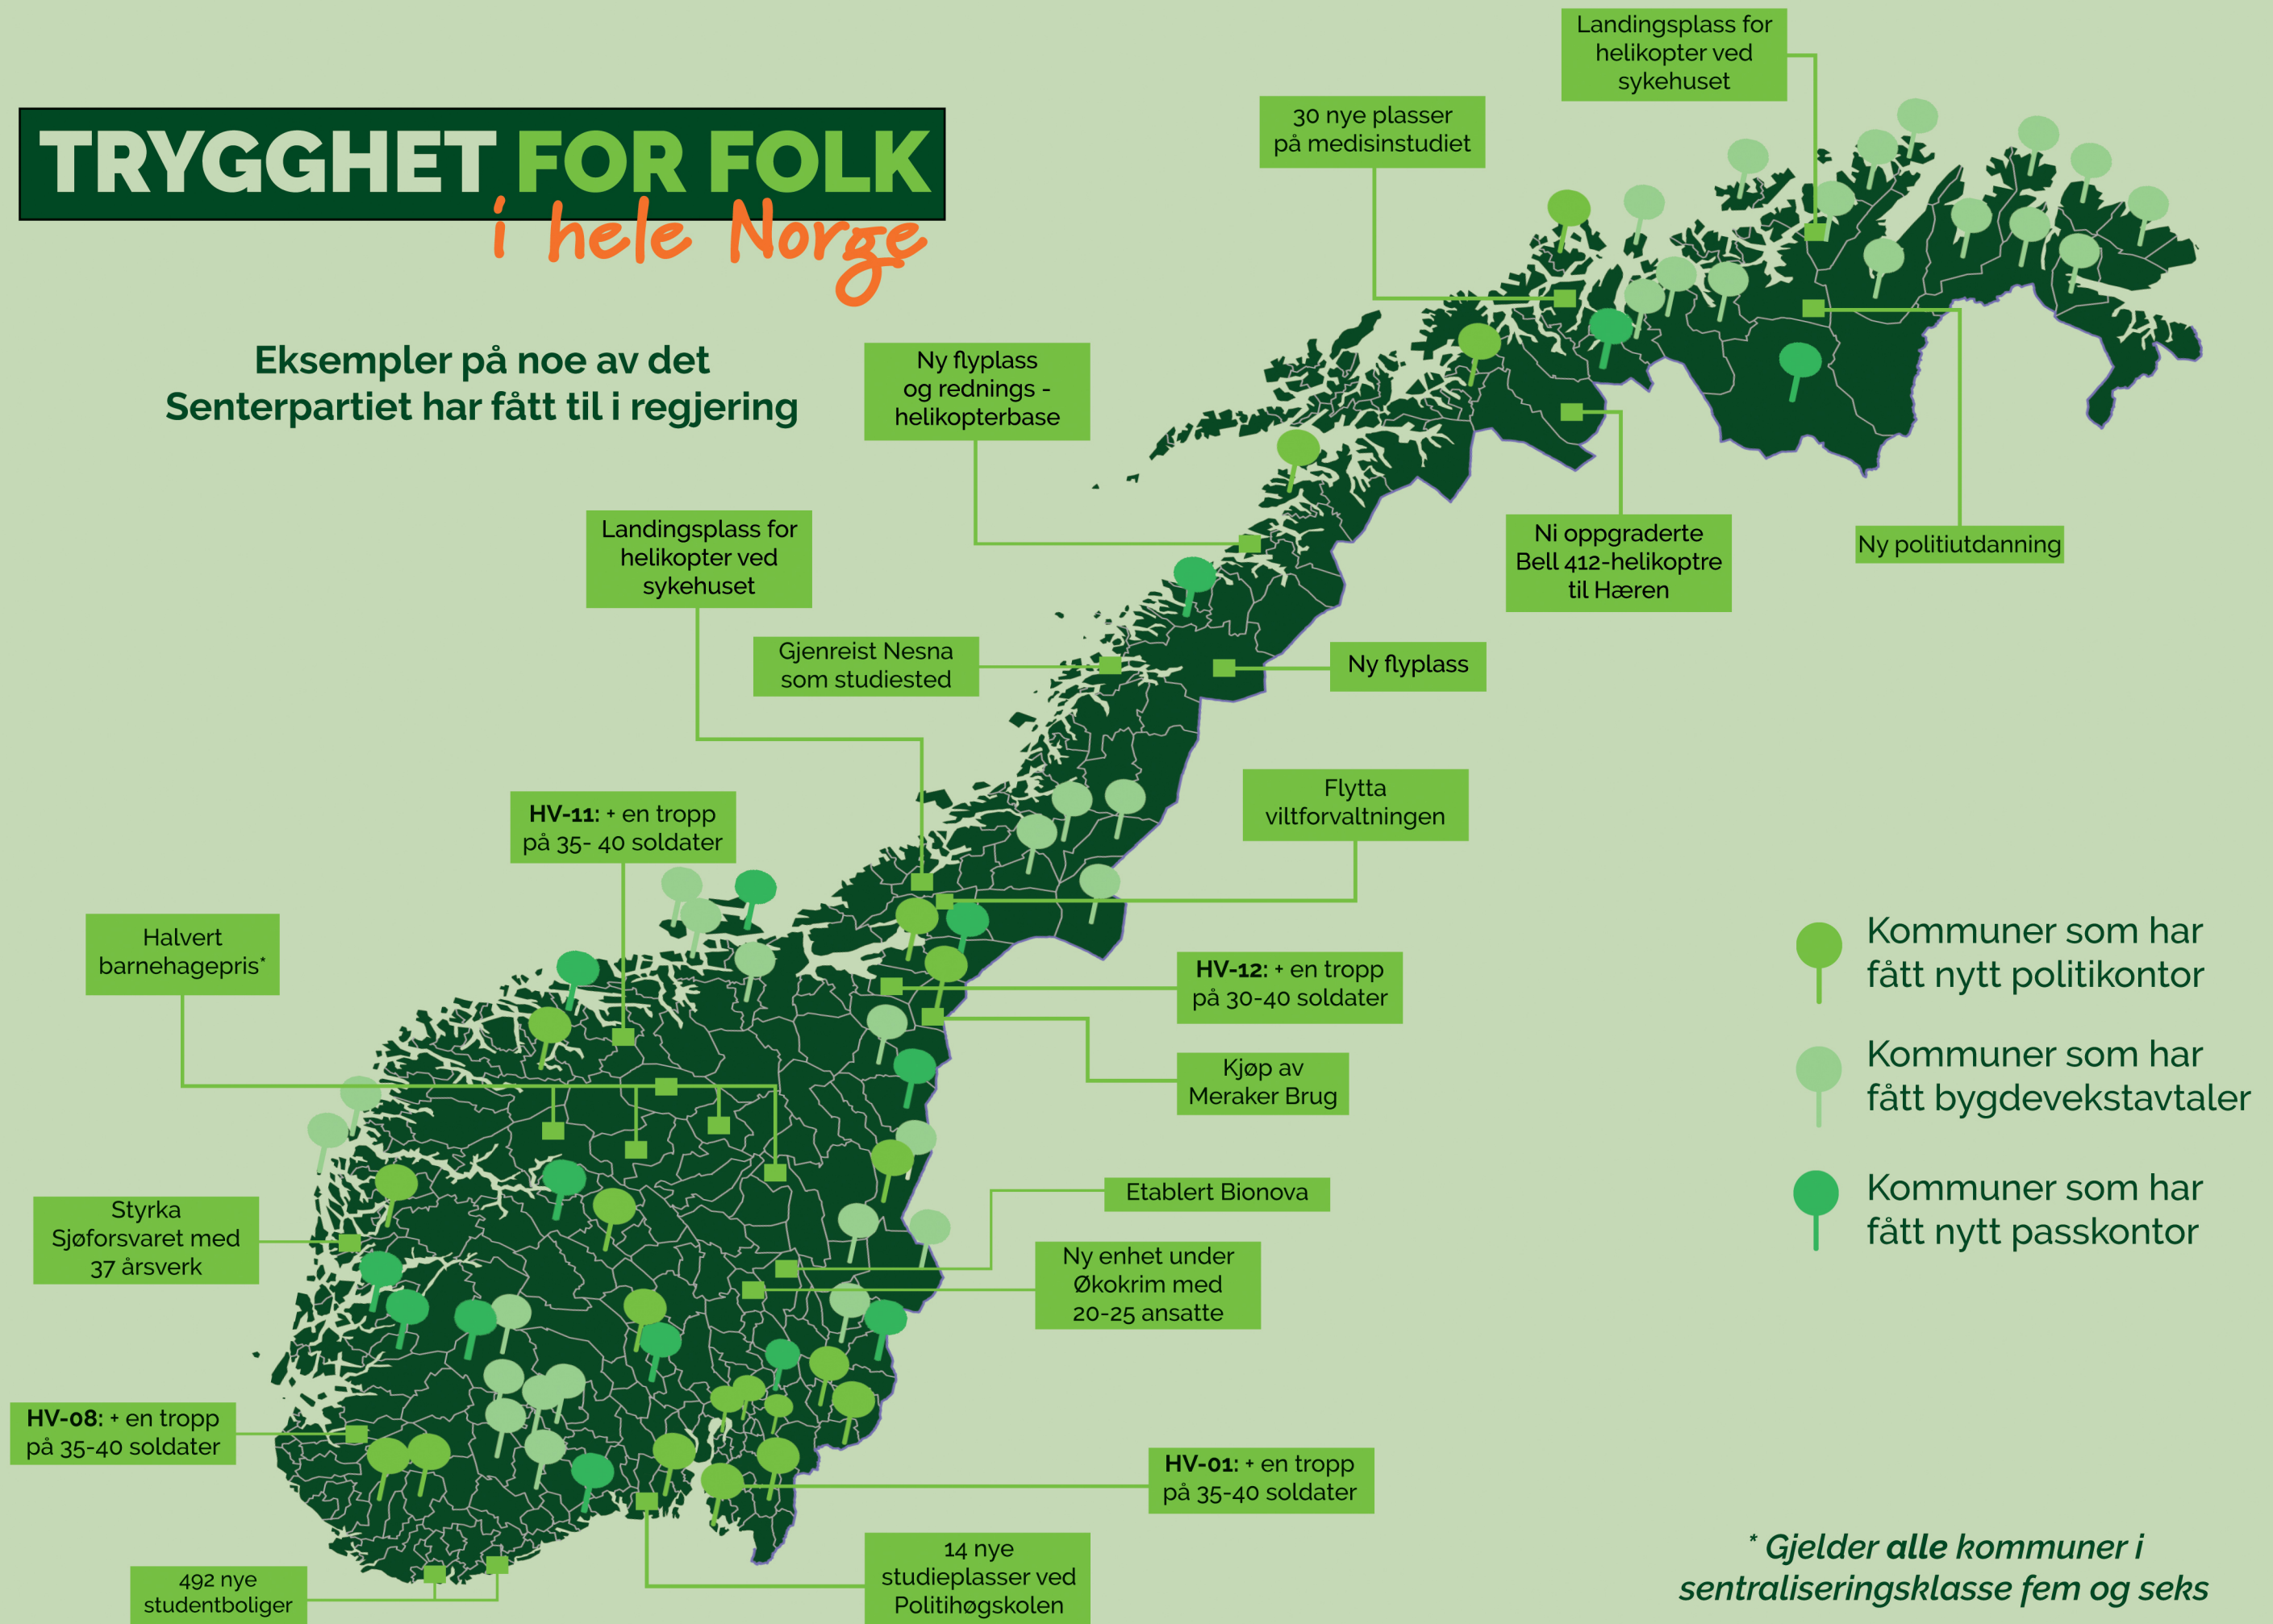 TRYGGHET FOR FOLK
i hele Norge
Eksempler på noe av det
Senterpartiet har fått til i regjering
Landingsplass for
helikopter ved
sykehuset
30 nye plasser
på medisinstudiet
Ny flyplass
og rednings -
helikopterbase
Landingsplass for
helikopter ved
sykehuset
Ni oppgraderte
Bell 412-helikoptre
til Hæren
Ny politiutdanning
Gjenreist Nesna
som studiested
Ny flyplass
Flytta
viltforvaltningen
HV-11: + en tropp
på 35- 40 soldater
Halvert
barnehagepris*
HV-12: + en tropp
på 30-40 soldater
Kjøp av
Meraker Brug
Etablert Bionova
Styrka
Sjøforsvaret med
37 årsverk
Ny enhet under
Økokrim med
20-25 ansatte
HV-08: + en tropp
på 35-40 soldater
HV-01: + en tropp
på 35-40 soldater
14 nye
studieplasser ved
Politihøgskolen
492 nye
studentboliger
Kommuner som har
fått nytt politikontor
Kommuner som har
fått bygdevekstavtaler
Kommuner som har
fått nytt passkontor
* Gjelder alle kommuner i
sentraliseringsklasse fem og seks